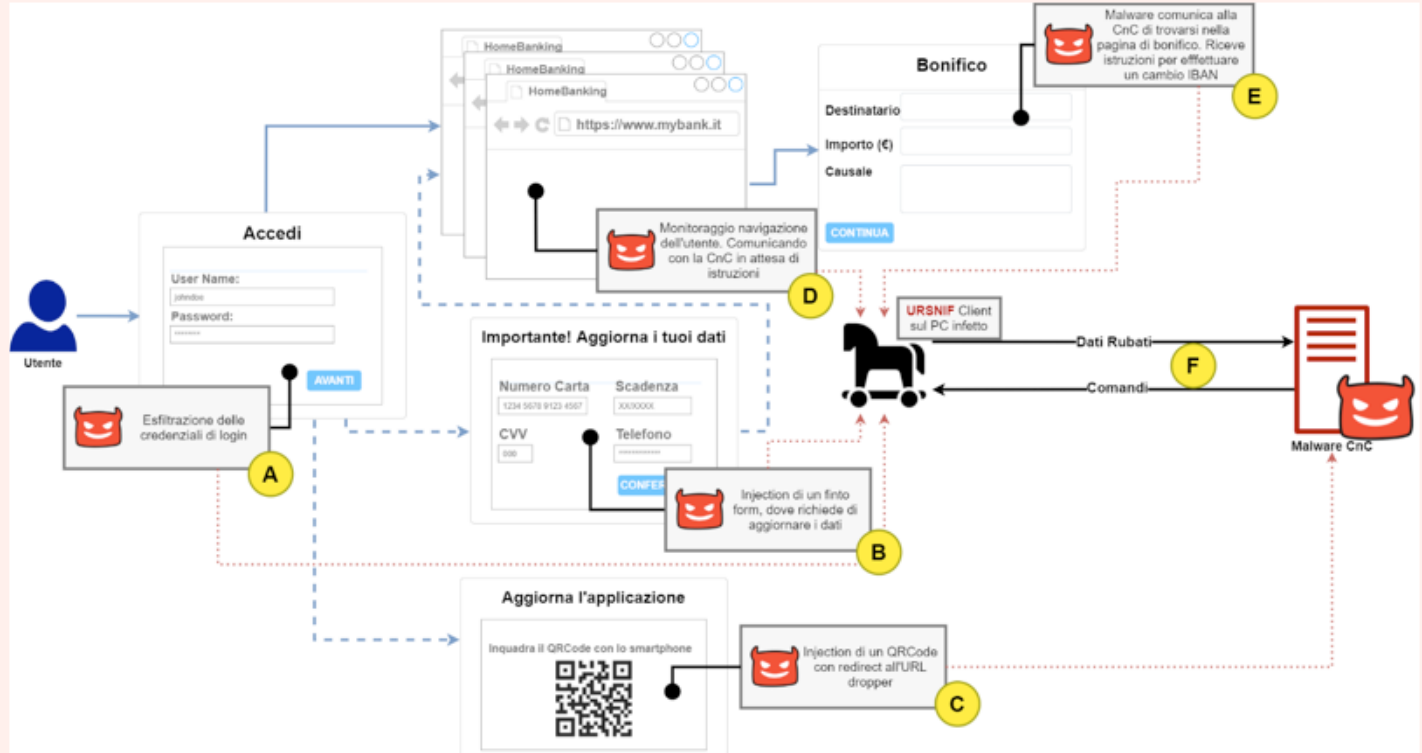 HomeBanking
HomeBanking
HomeBanking
https://www.mybank.it
Bonifico
Destinatario
Importo (€)
Causale
CONTINUA
Malware comunica alla
CnC di trovarsi nella
pagina di bonifico. Riceve
istruzioni per efffettuare
un cambio IBAN
E
Monitoraggio navigazione
dell'utente. Comunicando
con la CnC in attesa di
istruzioni
D
Accedi
User Name:
johndoe
Password:
********
AVANTI
Utente
Esfiltrazione delle
credenziali di login
A
Importante! Aggiorna i tuoi dati
Numero Carta
Scadenza
1234 5678 9123 4567
XX/XXXX
CVV
Telefono
000
CONFER
Injection di un finto
form, dove richiede di
aggiornare i dati
B
URSNIF Client
sul PC infetto
Dati Rubati
F
Comandi
Malware CnC
Aggiorna l'applicazione
Inquadra il QRCode con lo smartphone
Injection di un QRCode
con redirect all'URL
dropper
C